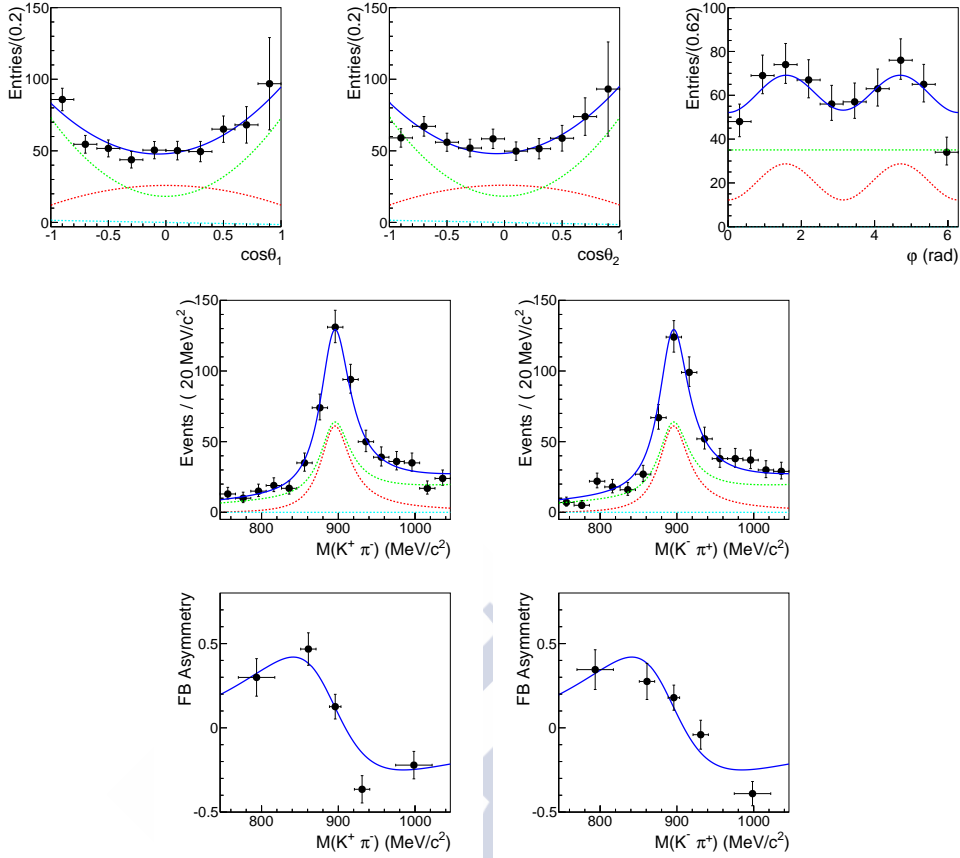 Entries/(0.2)
150
100
50
0
-1 -0.5 0 0.5 1
cosθ1
Entries/(0.2)
150
100
50
0
-1 -0.5 0 0.5 1
cosθ2
Entries/(0.62)
100
80
60
40
20
0
0 2 4 6
φ (rad)
Events / ( 20 MeV/c²)
150
100
50
0
800 900 1000
M(K⁺ π⁻) (MeV/c²)
Events / ( 20 MeV/c²)
150
100
50
0
800 900 1000
M(K⁻ π⁺) (MeV/c²)
FB Asymmetry
0.5
0
-0.5
800 900 1000
M(K⁺ π⁻) (MeV/c²)
FB Asymmetry
0.5
0
-0.5
800 900 1000
M(K⁻ π⁺) (MeV/c²)